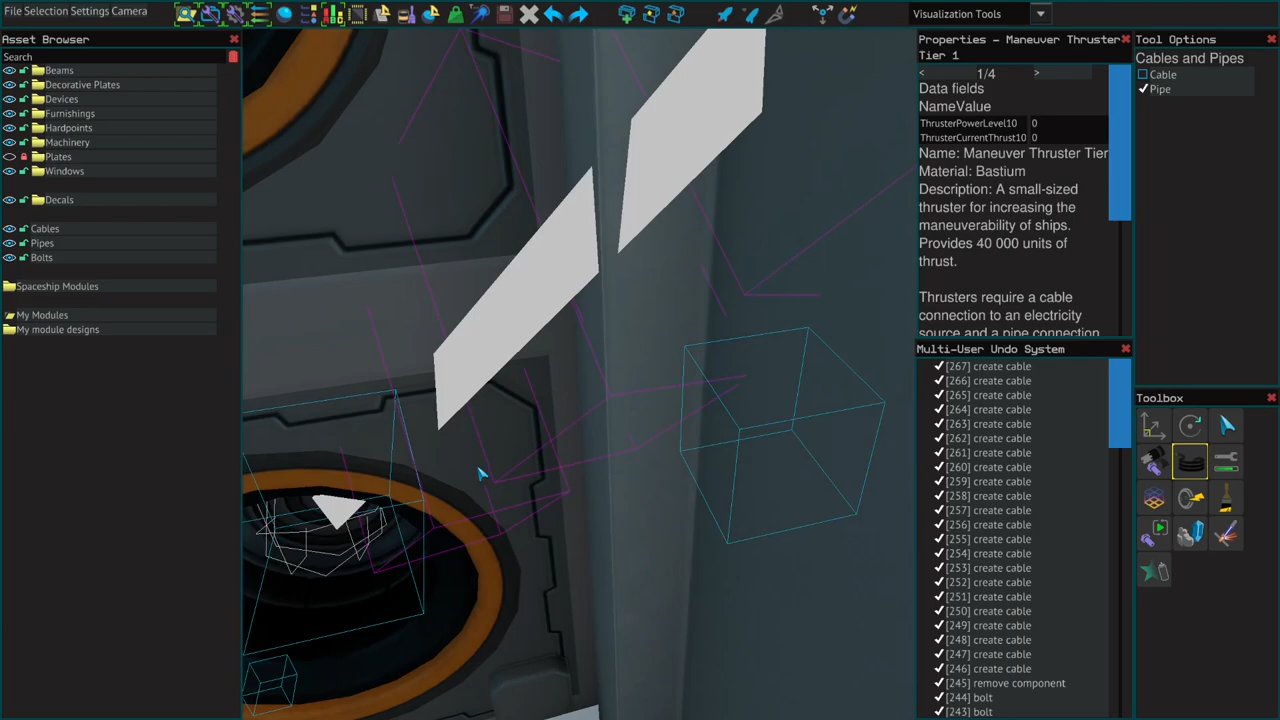 File Selection Settings Camera
Visualization Tools
Asset Browser
Search
Beams
Decorative Plates
Devices
Furnishings
Hardpoints
Machinery
Plates
Windows
Decals
Cables
Pipes
Bolts
Spaceship Modules
My Modules
My module designs
Properties - Maneuver Thruster
Tier 1
< 1/4 >
Data fields
NameValue
ThrusterPowerLevel10 0
ThrusterCurrentThrust10 0
Name: Maneuver Thruster Tier
Material: Bastium
Description: A small-sized
thruster for increasing the
maneuverability of ships.
Provides 40 000 units of
thrust.
Thrusters require a cable
connection to an electricity
source and a pipe connection
Multi-User Undo System
[267] create cable
[266] create cable
[265] create cable
[264] create cable
[263] create cable
[262] create cable
[261] create cable
[260] create cable
[259] create cable
[258] create cable
[257] create cable
[256] create cable
[255] create cable
[254] create cable
[253] create cable
[252] create cable
[251] create cable
[250] create cable
[249] create cable
[248] create cable
[247] create cable
[246] create cable
[245] remove component
[244] bolt
[243] bolt
Tool Options
Cables and Pipes
Cable
Pipe
Toolbox